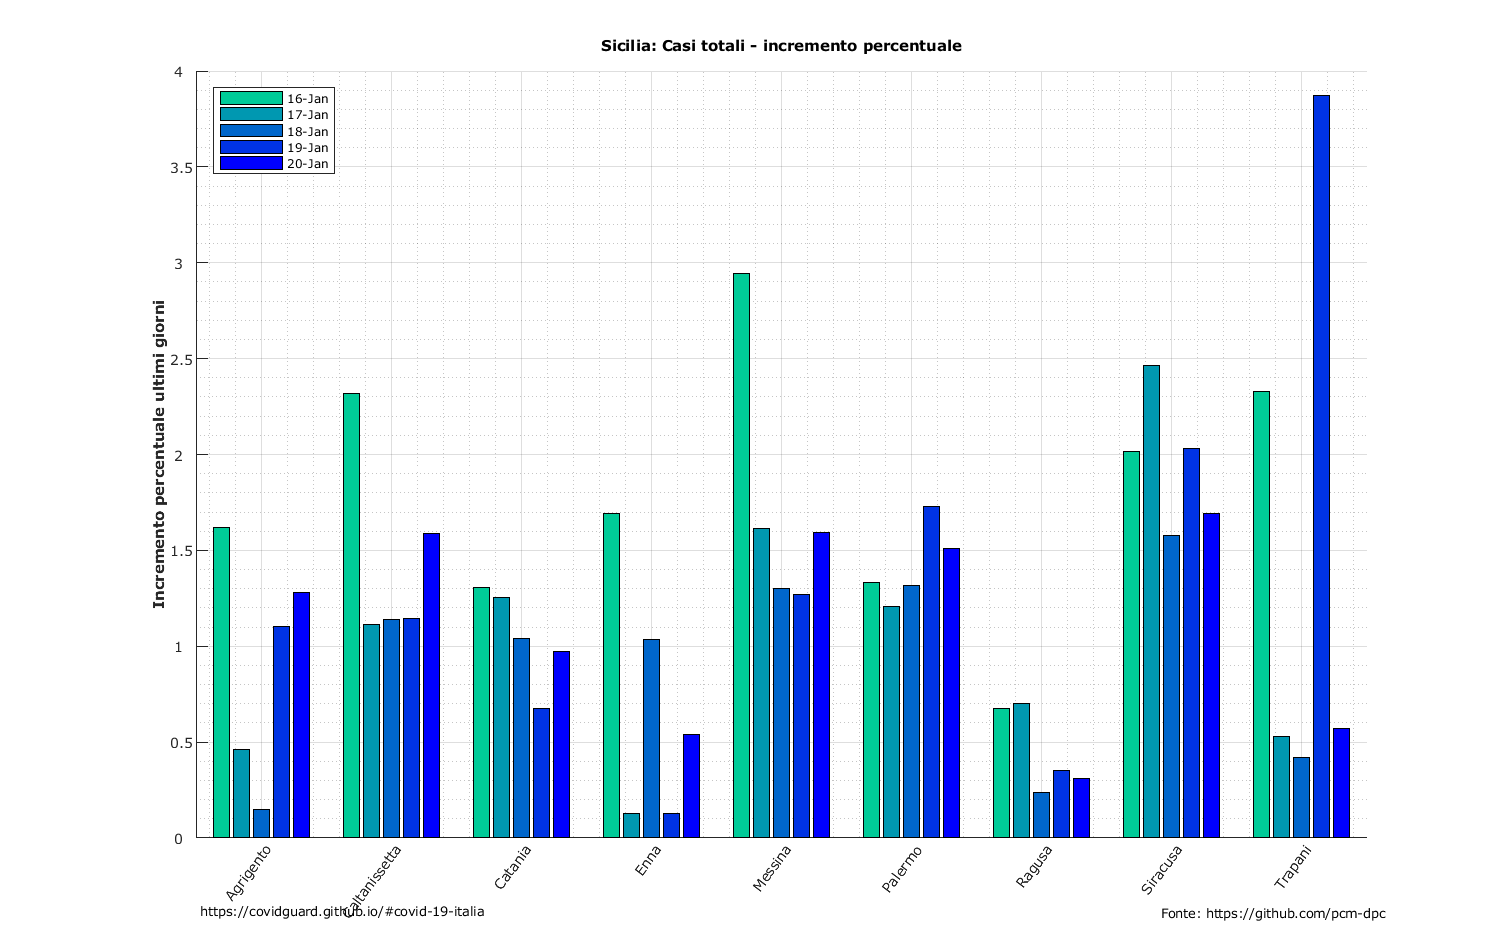 Sicilia: Casi totali - incremento percentuale
4
3.5
3
2.5
2
1.5
1
0.5
0
Incremento percentuale ultimi giorni
16-Jan
17-Jan
18-Jan
19-Jan
20-Jan
Agrigento
Caltanissetta
Catania
Enna
Messina
Palermo
Ragusa
Siracusa
Trapani
https://covidguard.github.io/#covid-19-italia
Fonte: https://github.com/pcm-dpc